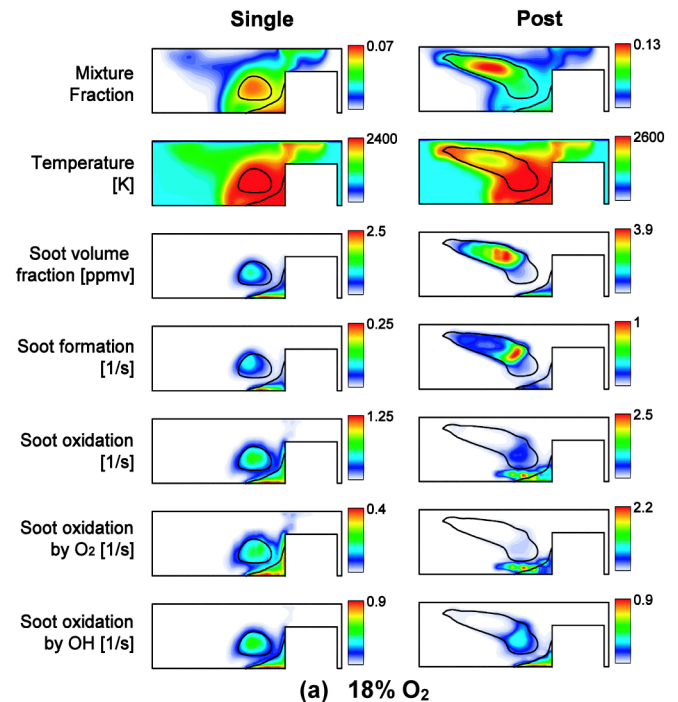 Single Post
Mixture
Fraction
0.07
0.13
Temperature
[K]
2400
2600
Soot volume
fraction [ppmv]
2.5
3.9
Soot formation
[1/s]
0.25
1
Soot oxidation
[1/s]
1.25
2.5
Soot oxidation
by O₂ [1/s]
0.4
2.2
Soot oxidation
by OH [1/s]
0.9
0.9
(a) 18% O₂